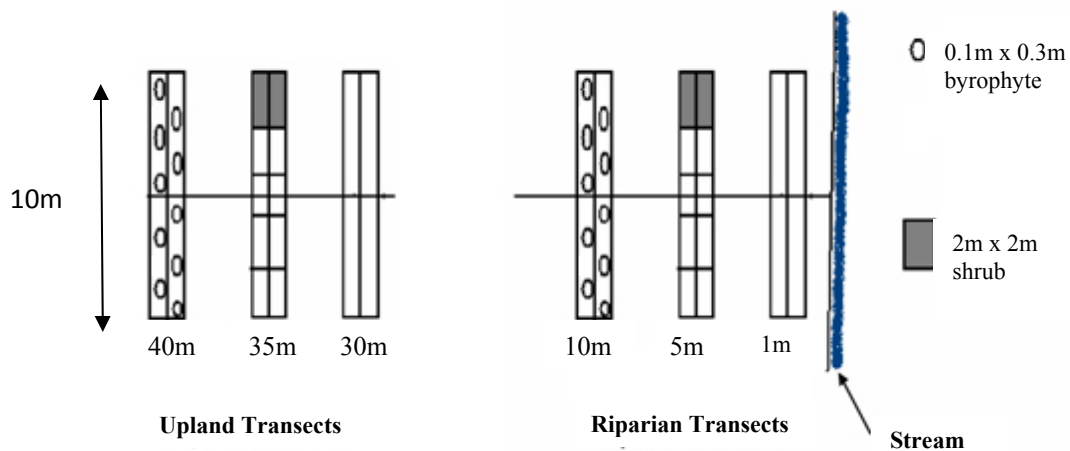 0.1m x 0.3m
byrophyte
10m
2m x 2m
shrub
40m 35m 30m 10m 5m 1m
Upland Transects Riparian Transects
Stream